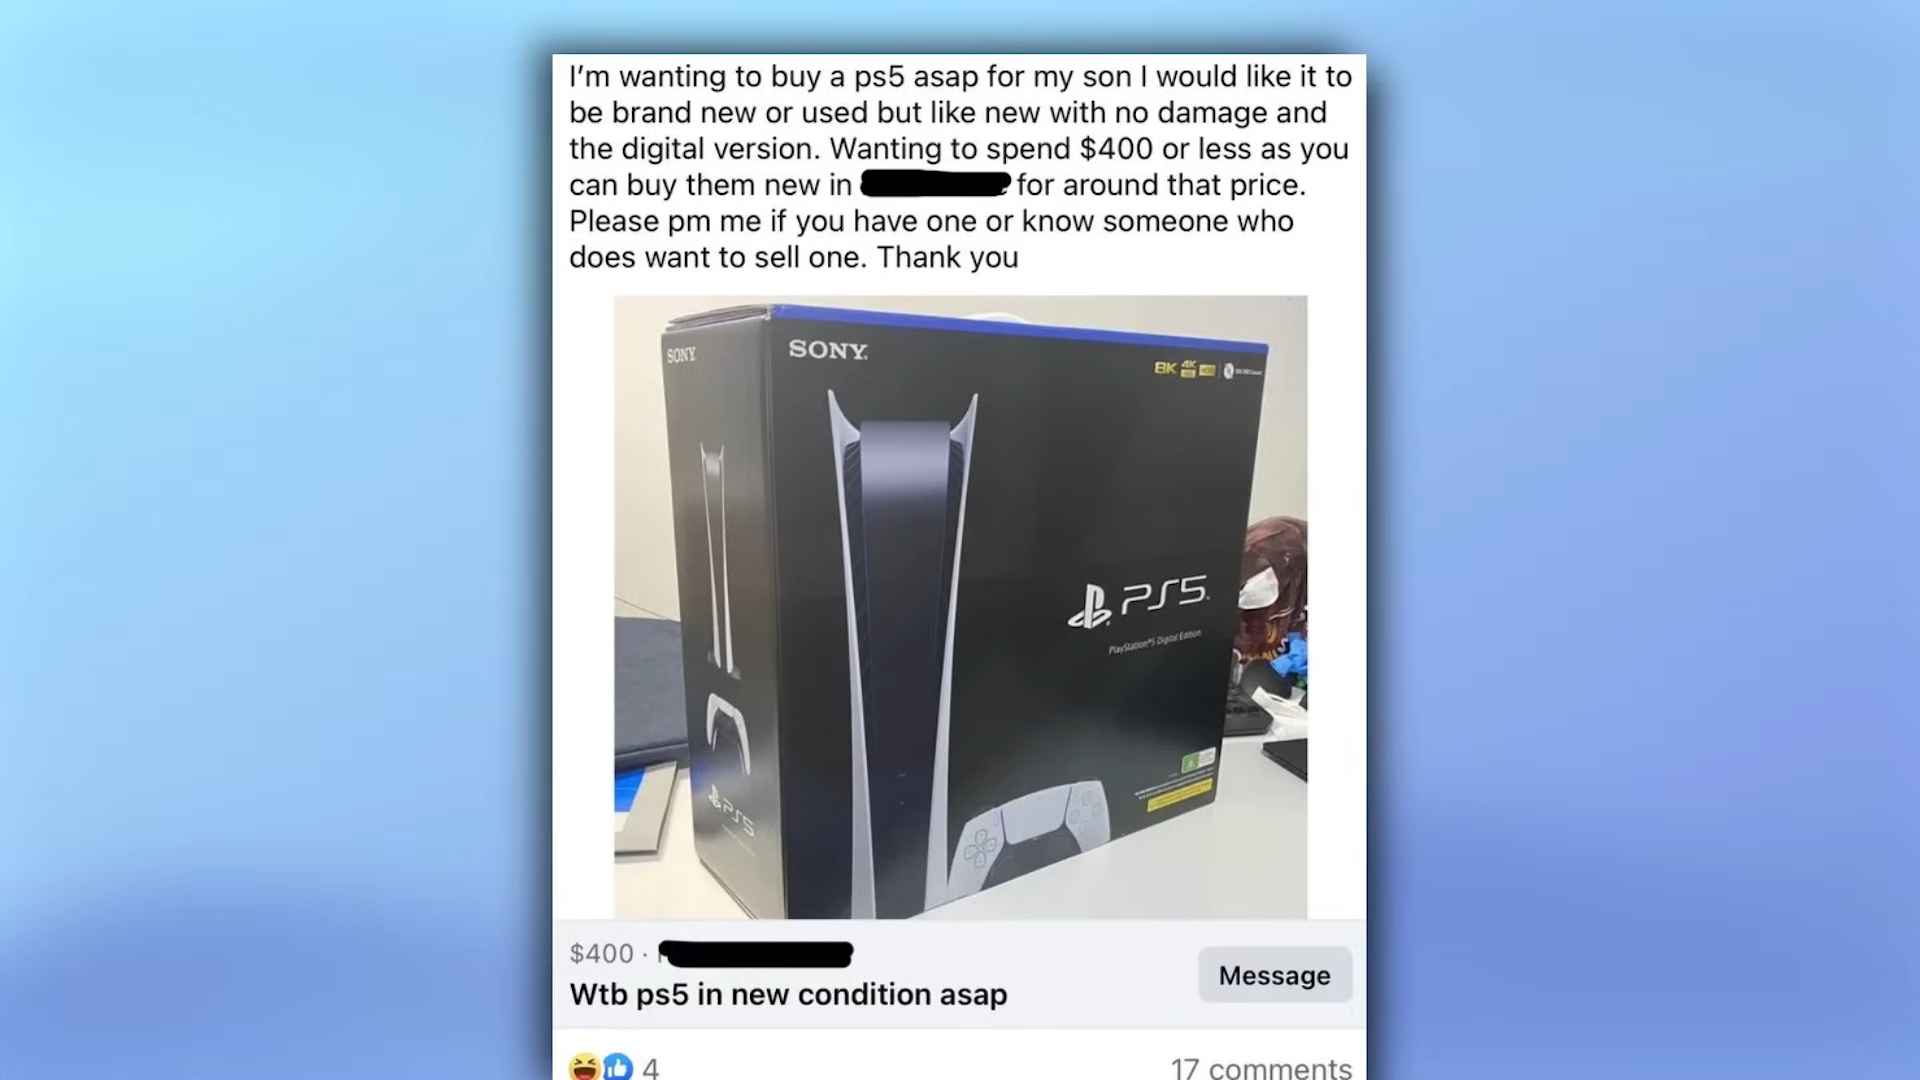 I'm wanting to buy a ps5 asap for my son I would like it to
be brand new or used but like new with no damage and
the digital version. Wanting to spend $400 or less as you
can buy them new in
for around that price.
Please pm me if you have one or know someone who
does want to sell one. Thank you
SONY
SONY
8K 4K HDR
PS5
PlayStation®5 Digital Edition
PS5
$400 ·
Wtb ps5 in new condition asap
Message
4
17 comments